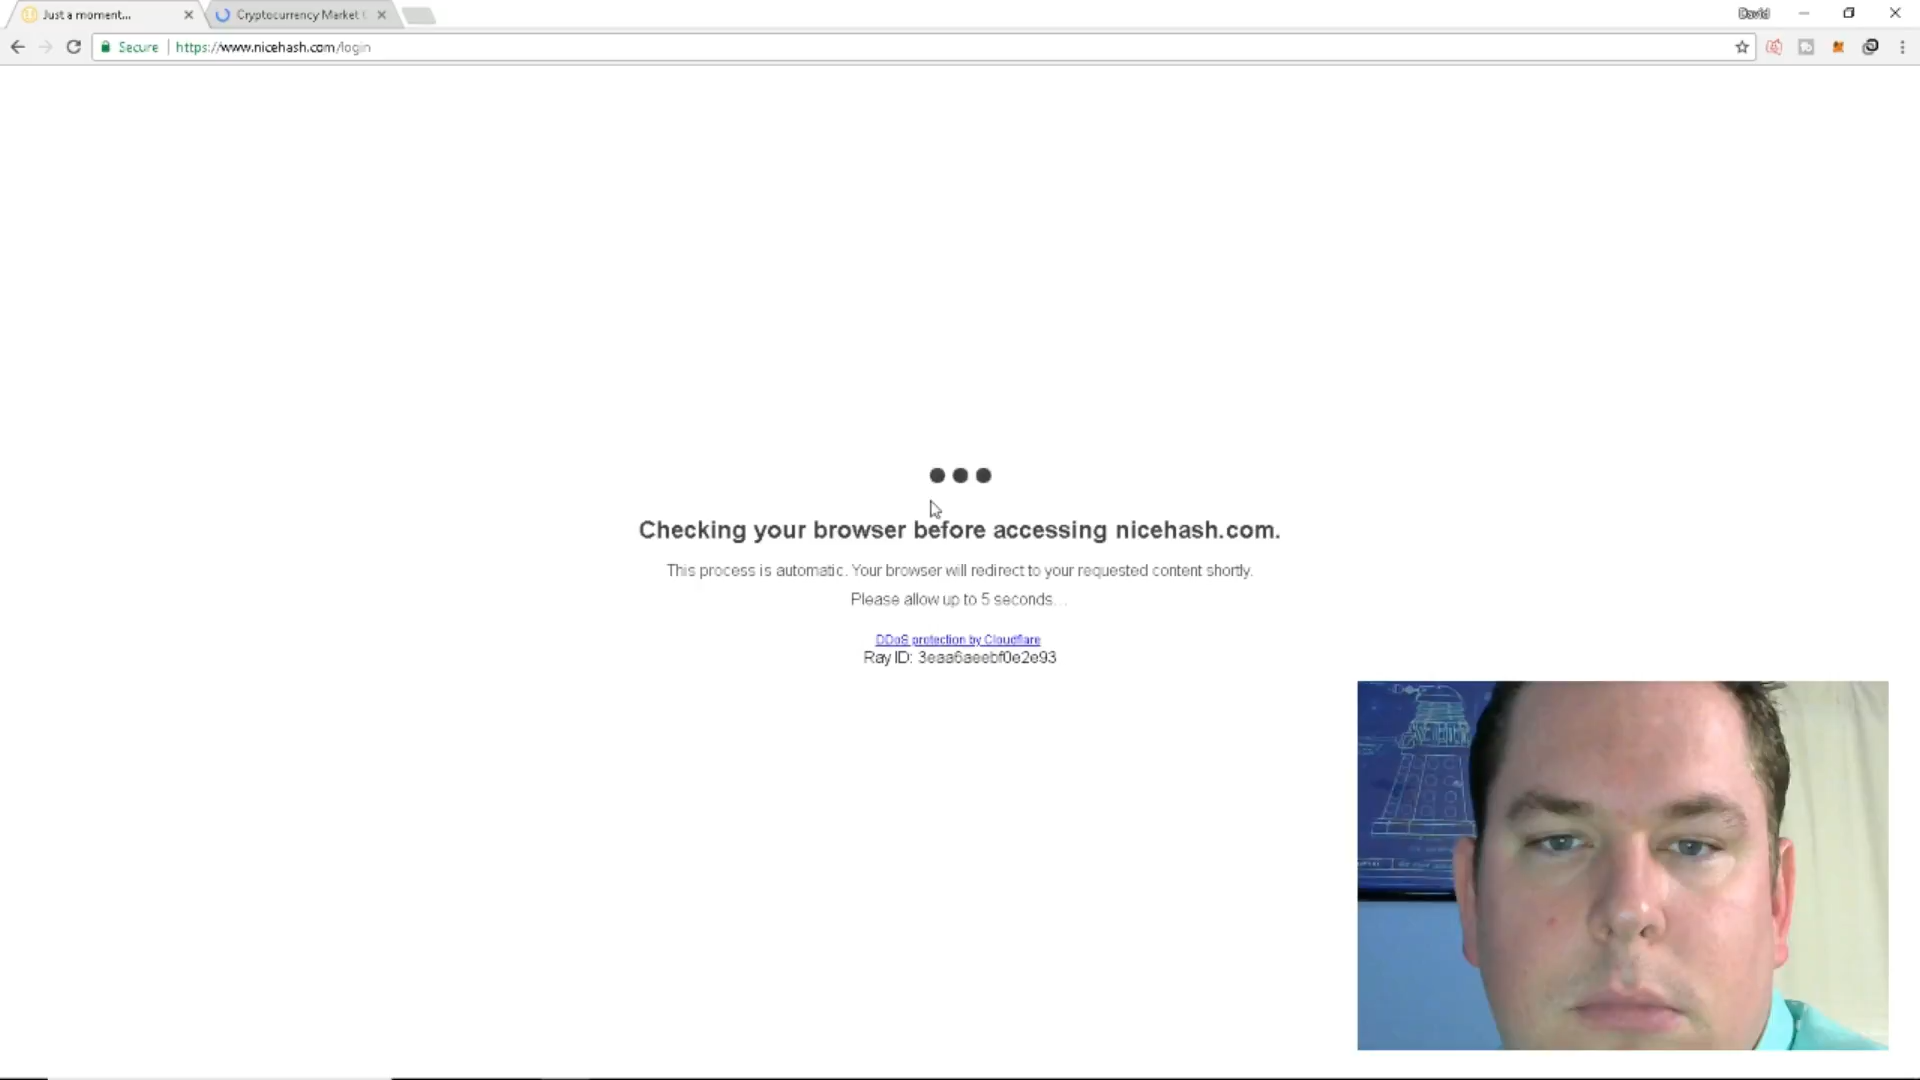 Just a moment...
Cryptocurrency Market
David
Secure
https://www.nicehash.com/login
Checking your browser before accessing nicehash.com.
This process is automatic. Your browser will redirect to your requested content shortly.
Please allow up to 5 seconds...
DDoS protection by Cloudflare
Ray ID: 3eaa6aeebf0e2e93